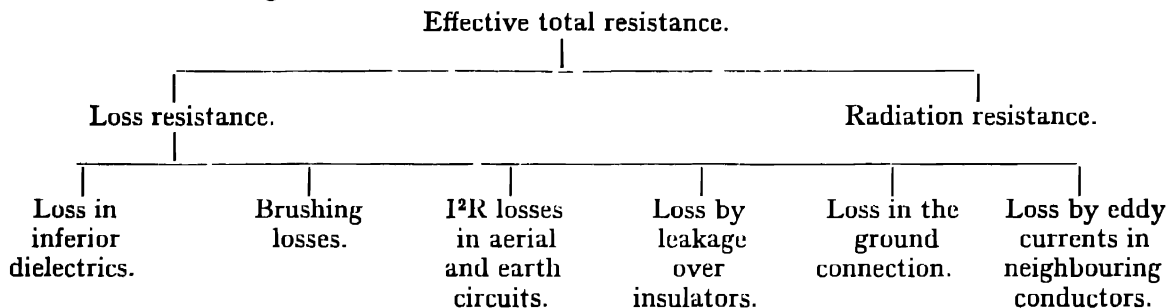 Effective total resistance.
Loss resistance.
Radiation resistance.
Loss in
inferior
dielectrics.
Brushing
losses.
I²R losses
in aerial
and earth
circuits.
Loss by
leakage
over
insulators.
Loss in the
ground
connection.
Loss by eddy
currents in
neighbouring
conductors.